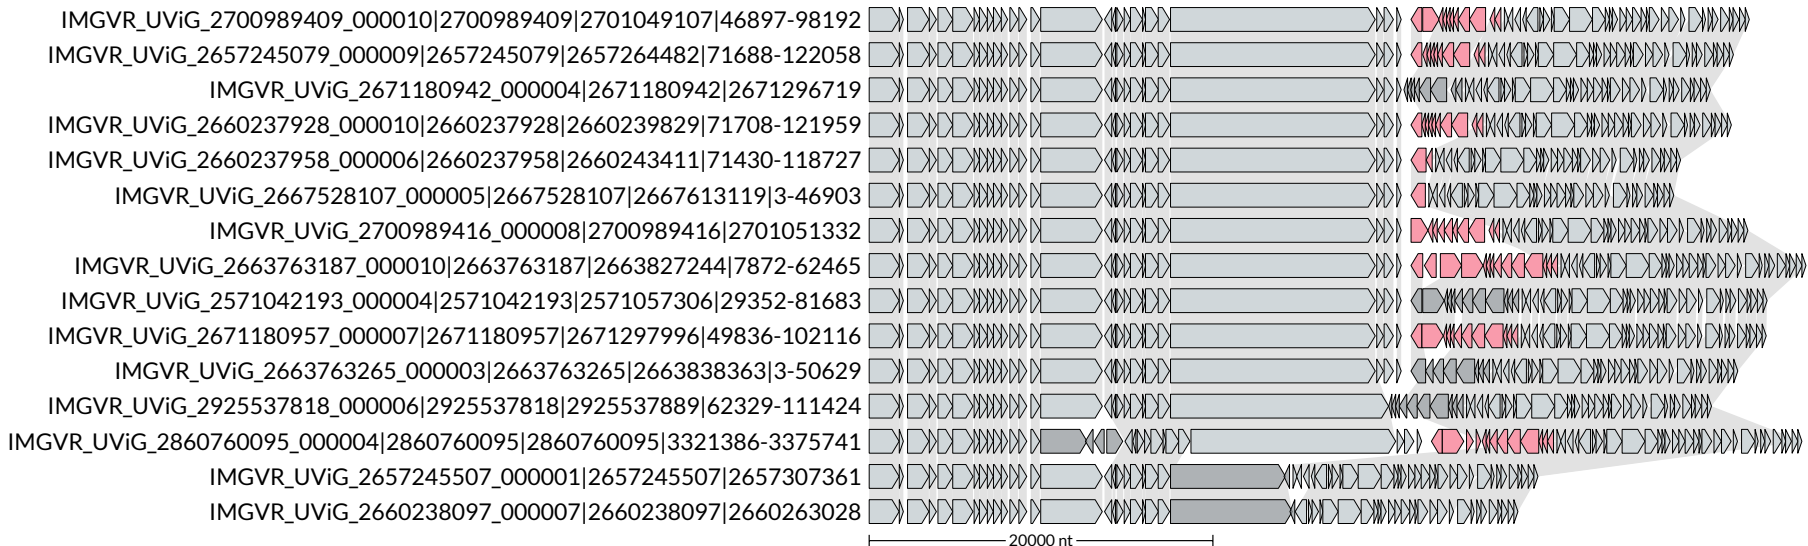 IMGVR_UViG_2700989409_000010|2700989409|2701049107|46897-98192
IMGVR_UViG_2657245079_000009|2657245079|2657264482|71688-122058
IMGVR_UViG_2671180942_000004|2671180942|2671296719
IMGVR_UViG_2660237928_000010|2660237928|2660239829|71708-121959
IMGVR_UViG_2660237958_000006|2660237958|2660243411|71430-118727
IMGVR_UViG_2667528107_000005|2667528107|2667613119|3-46903
IMGVR_UViG_2700989416_000008|2700989416|2701051332
IMGVR_UViG_2663763187_000010|2663763187|2663827244|7872-62465
IMGVR_UViG_2571042193_000004|2571042193|2571057306|29352-81683
IMGVR_UViG_2671180957_000007|2671180957|2671297996|49836-102116
IMGVR_UViG_2663763265_000003|2663763265|2663838363|3-50629
IMGVR_UViG_2925537818_000006|2925537818|2925537889|62329-111424
IMGVR_UViG_2860760095_000004|2860760095|2860760095|3321386-3375741
IMGVR_UViG_2657245507_000001|2657245507|2657307361
IMGVR_UViG_2660238097_000007|2660238097|2660263028
20000 nt